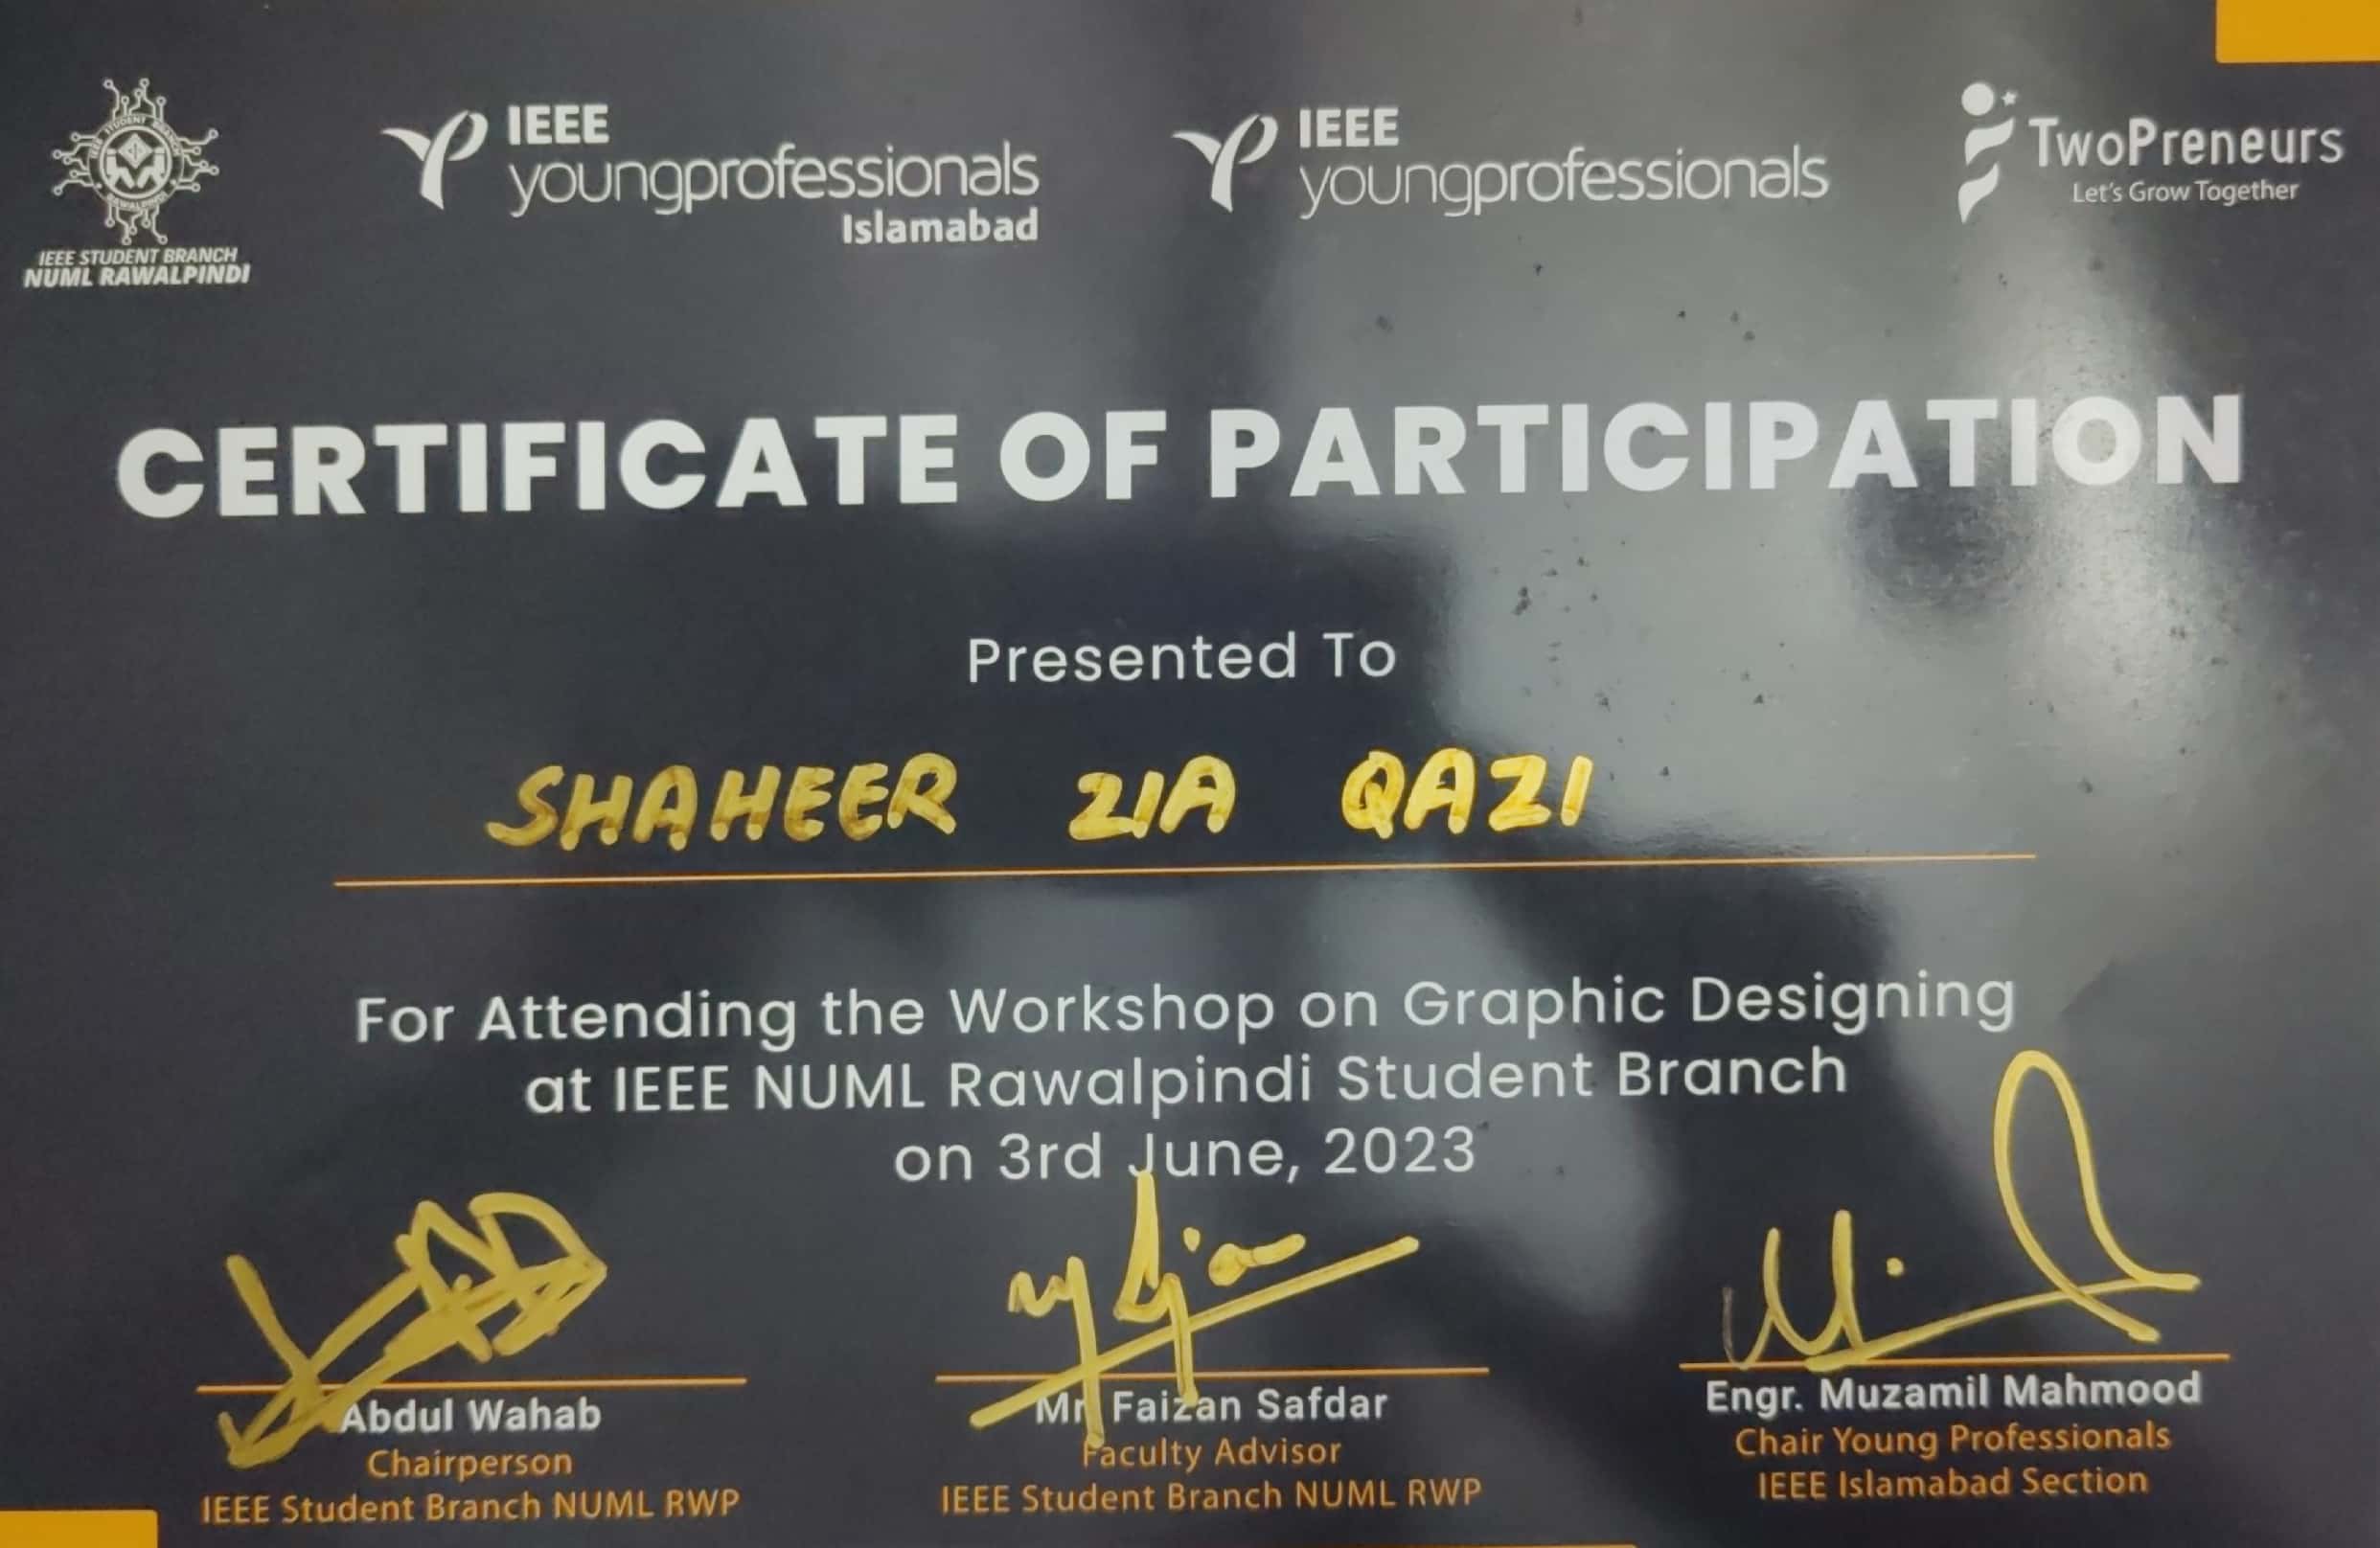 IEEE STUDENT BRANCH
NUML RAWALPINDI
IEEE
youngprofessionals
Islamabad
IEEE
youngprofessionals
TwoPreneurs
Let's Grow Together
CERTIFICATE OF PARTICIPATION
Presented To
SHAHEER ZIA QAZI
For Attending the Workshop on Graphic Designing
at IEEE NUML Rawalpindi Student Branch
on 3rd June, 2023
Abdul Wahab
Chairperson
IEEE Student Branch NUML RWP
Mr. Faizan Safdar
Faculty Advisor
IEEE Student Branch NUML RWP
Engr. Muzamil Mahmood
Chair Young Professionals
IEEE Islamabad Section